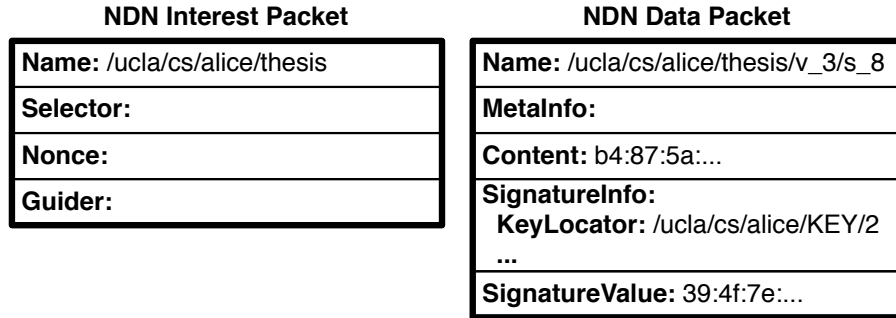 NDN Interest Packet
Name: /ucla/cs/alice/thesis
Selector:
Nonce:
Guider:
NDN Data Packet
Name: /ucla/cs/alice/thesis/v_3/s_8
MetaInfo:
Content: b4:87:5a:...
SignatureInfo:
KeyLocator: /ucla/cs/alice/KEY/2
...
SignatureValue: 39:4f:7e:...